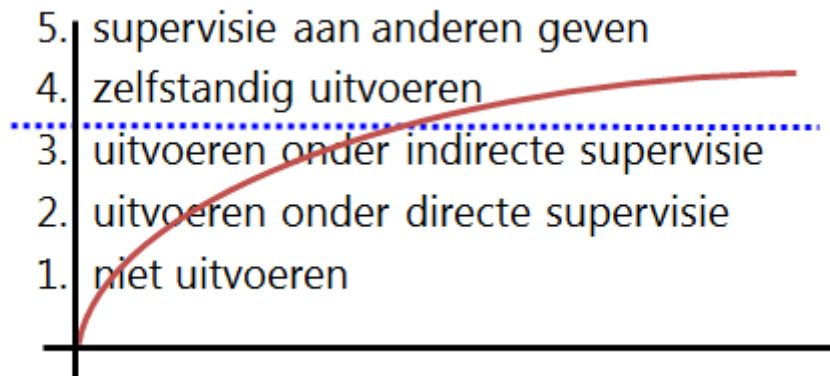 5. supervisie aan anderen geven
4. zelfstandig uitvoeren
3. uitvoeren onder indirecte supervisie
2. uitvoeren onder directe supervisie
1. niet uitvoeren